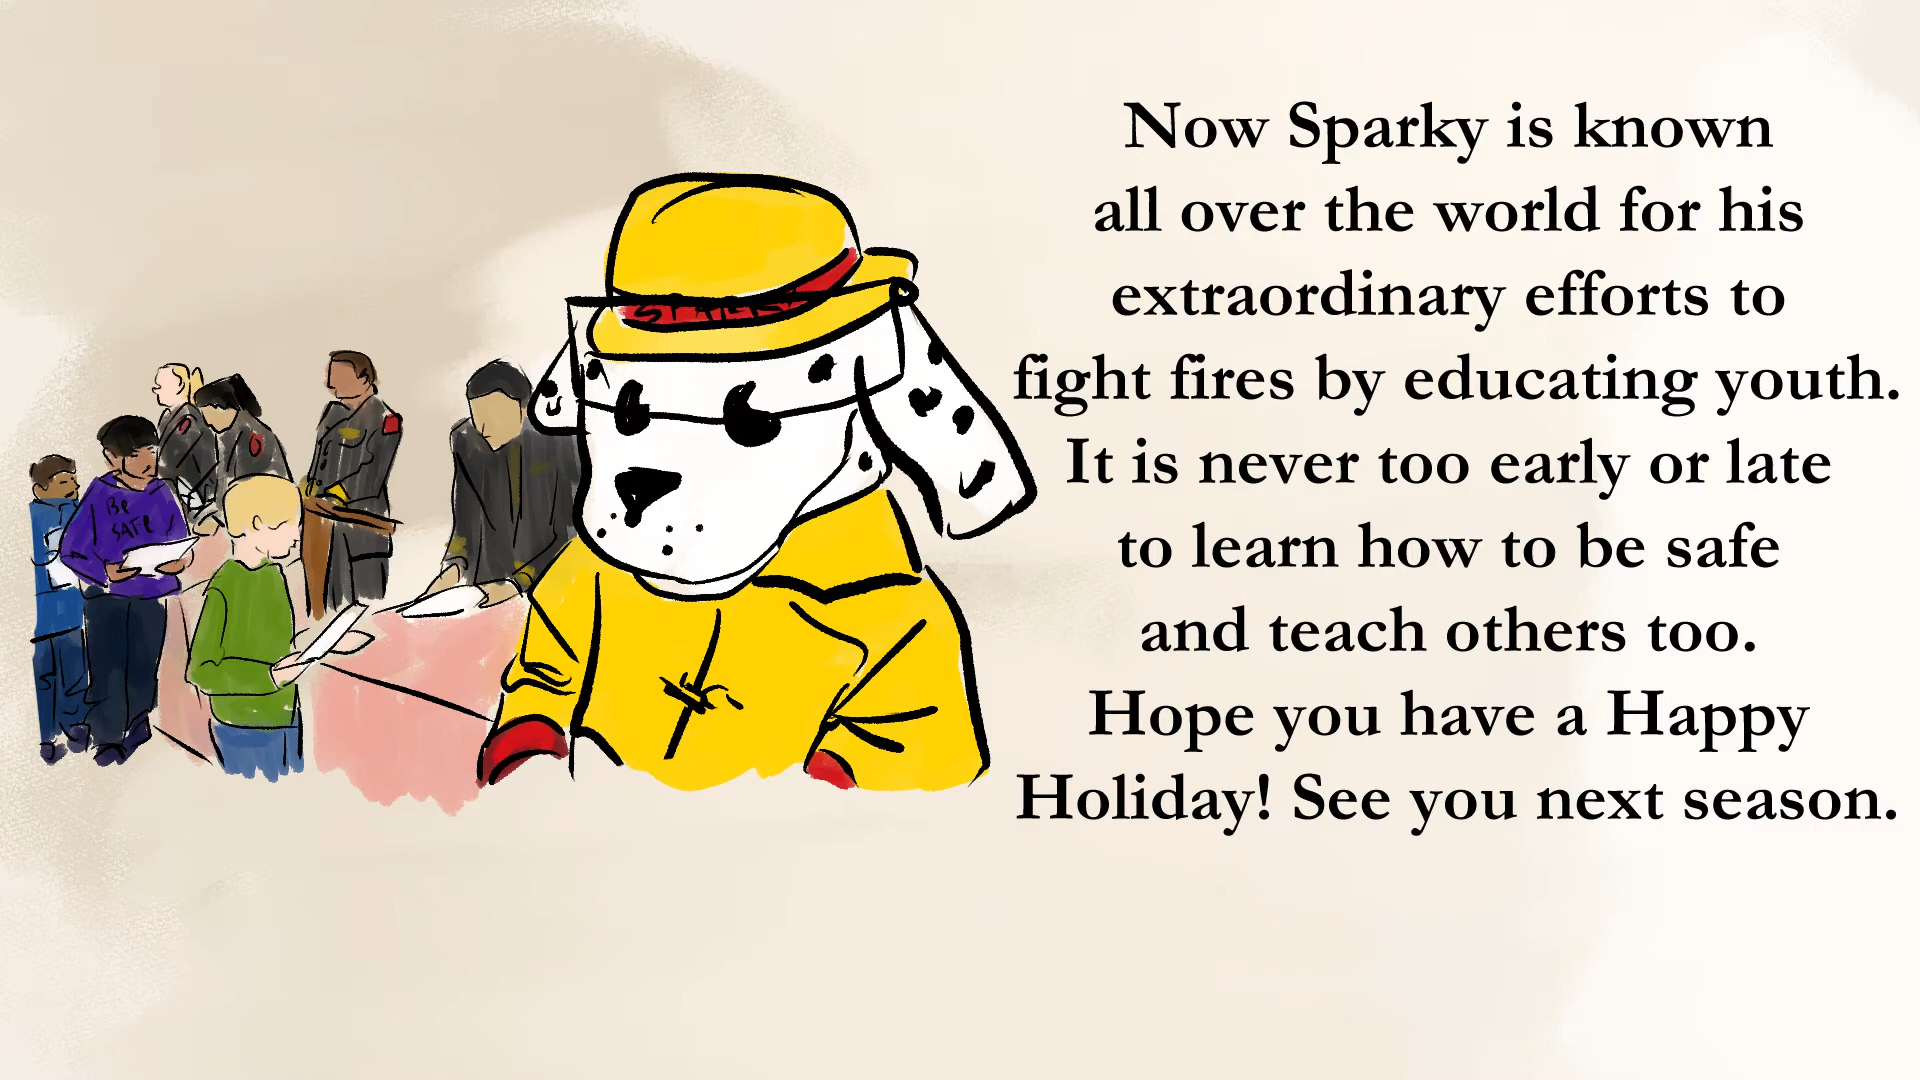 Now Sparky is known
all over the world for his
extraordinary efforts to
fight fires by educating youth.
It is never too early or late
to learn how to be safe
and teach others too.
Hope you have a Happy
Holiday! See you next season.
Be
SAFe